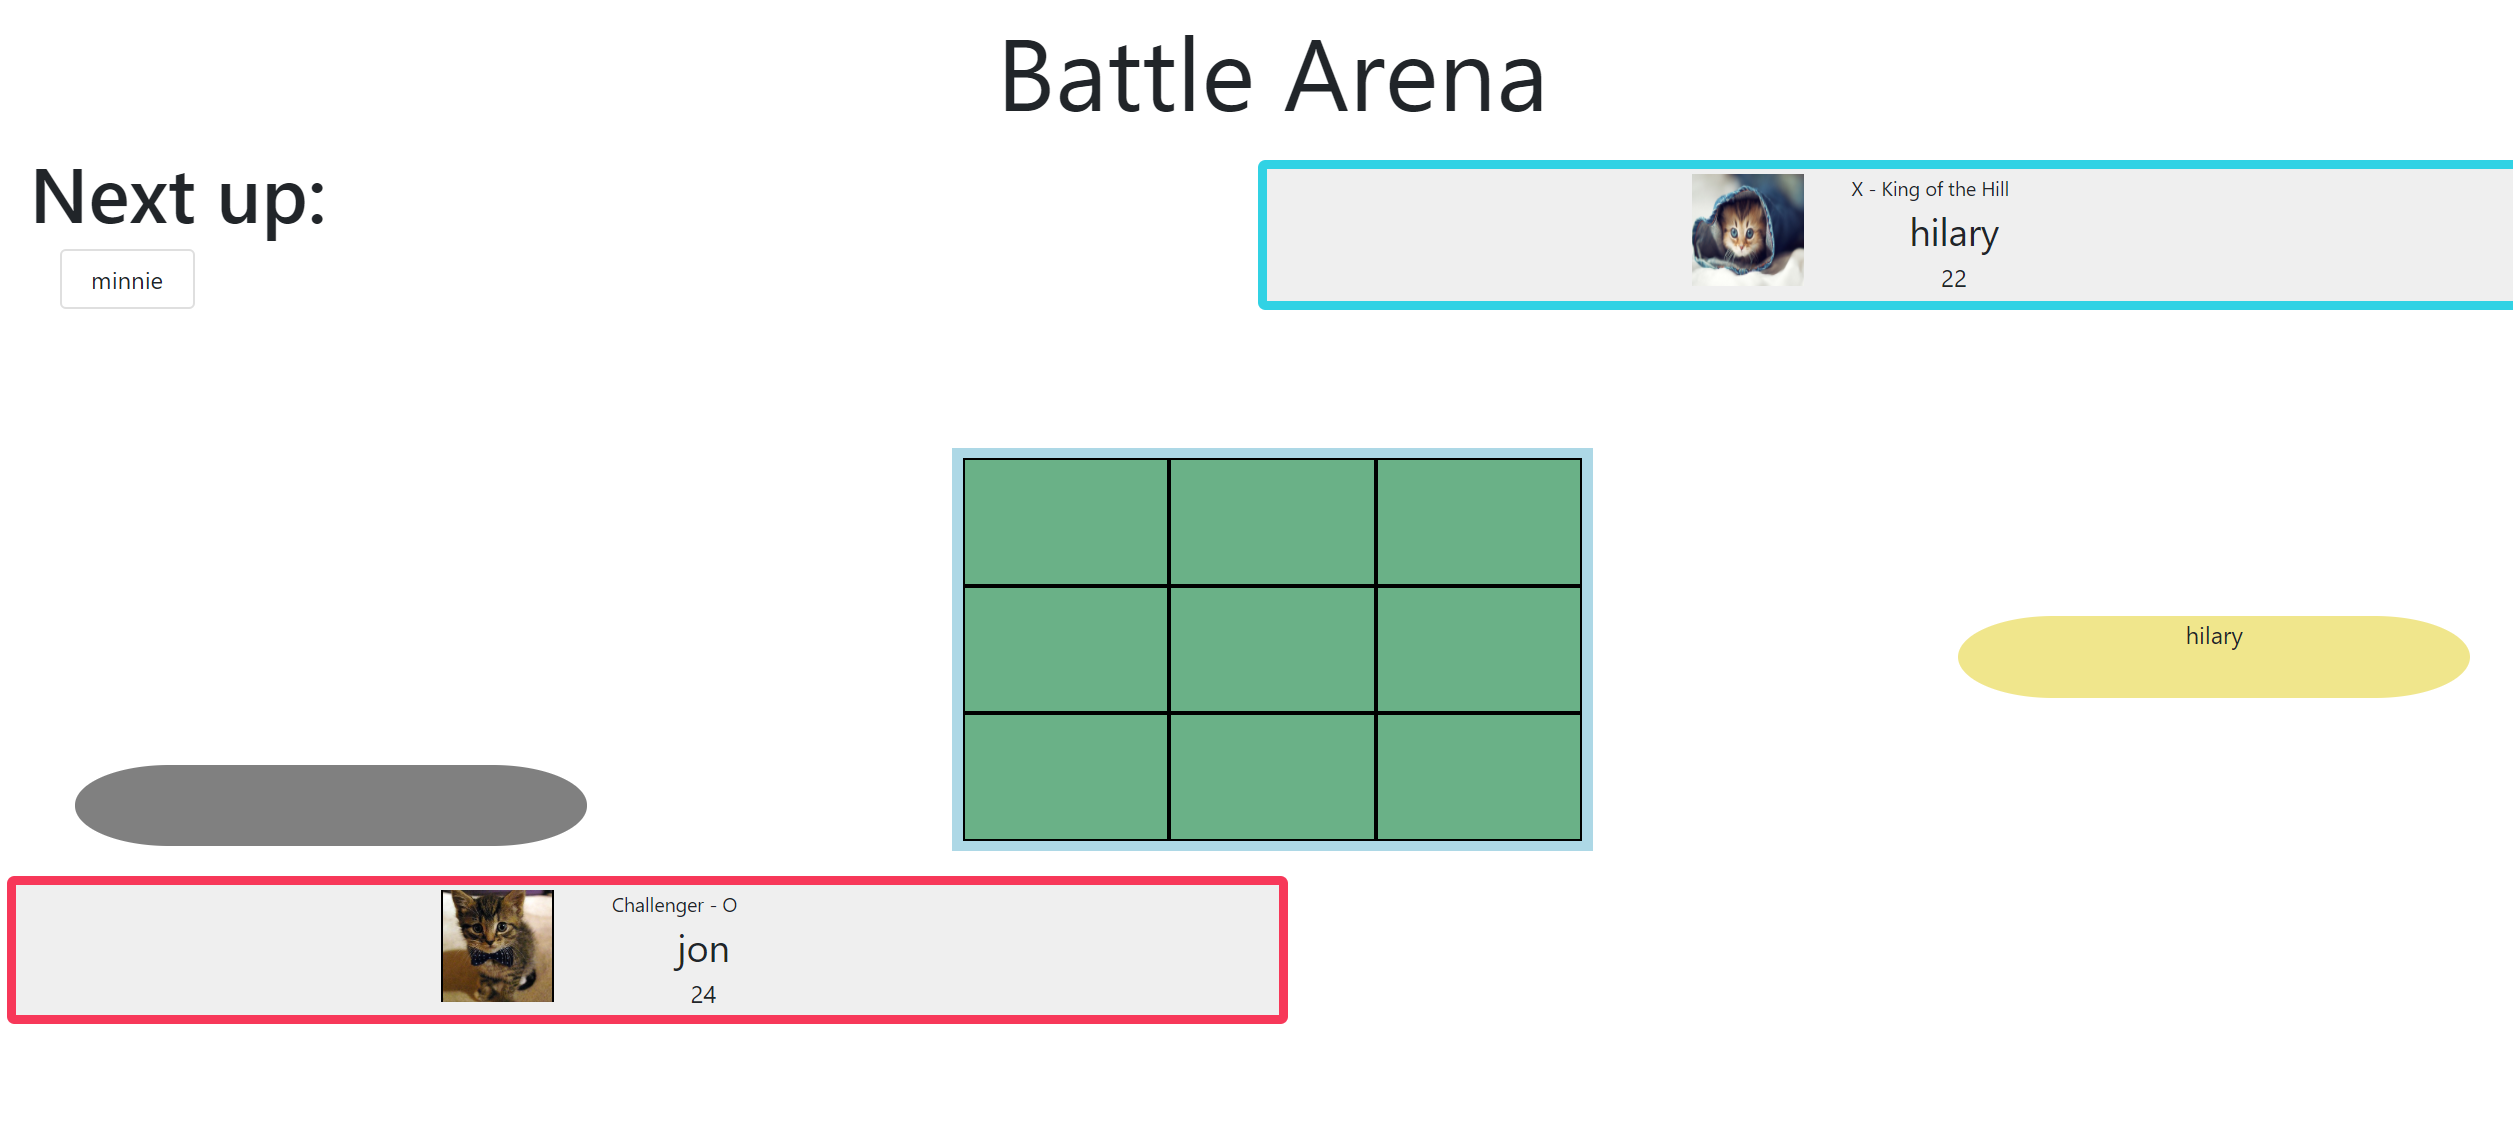 Battle Arena
Next up:
minnie
X - King of the Hill
hilary
22
hilary
Challenger - O
jon
24